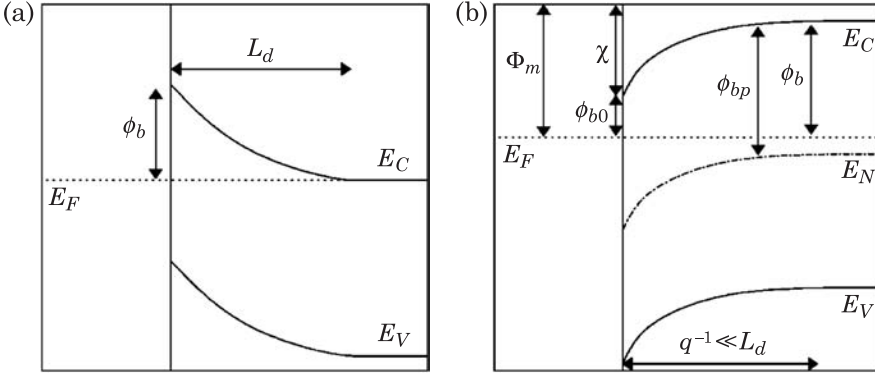 (a)
L_d
ϕ_b
E_C
E_F
E_V
(b)
Φ_m
χ
E_C
ϕ_b
ϕ_bp
ϕ_b0
E_F
E_N
E_V
q⁻¹≪L_d